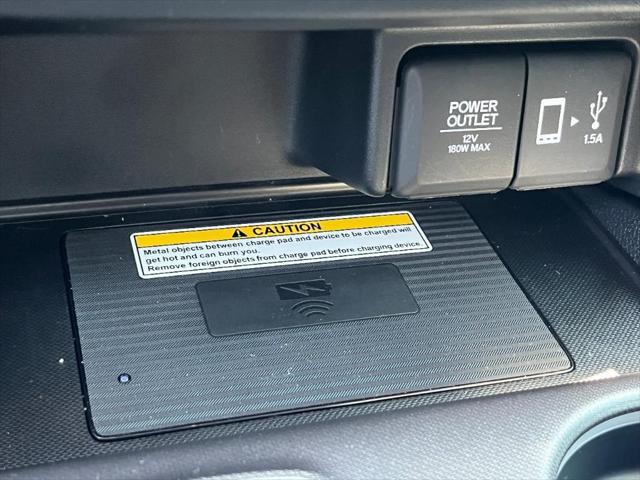 POWER
OUTLET
12V
180W MAX
1.5A
CAUTION
Metal objects between charge pad and device to be charged will
get hot and can burn you.
Remove foreign objects from charge pad before charging device.